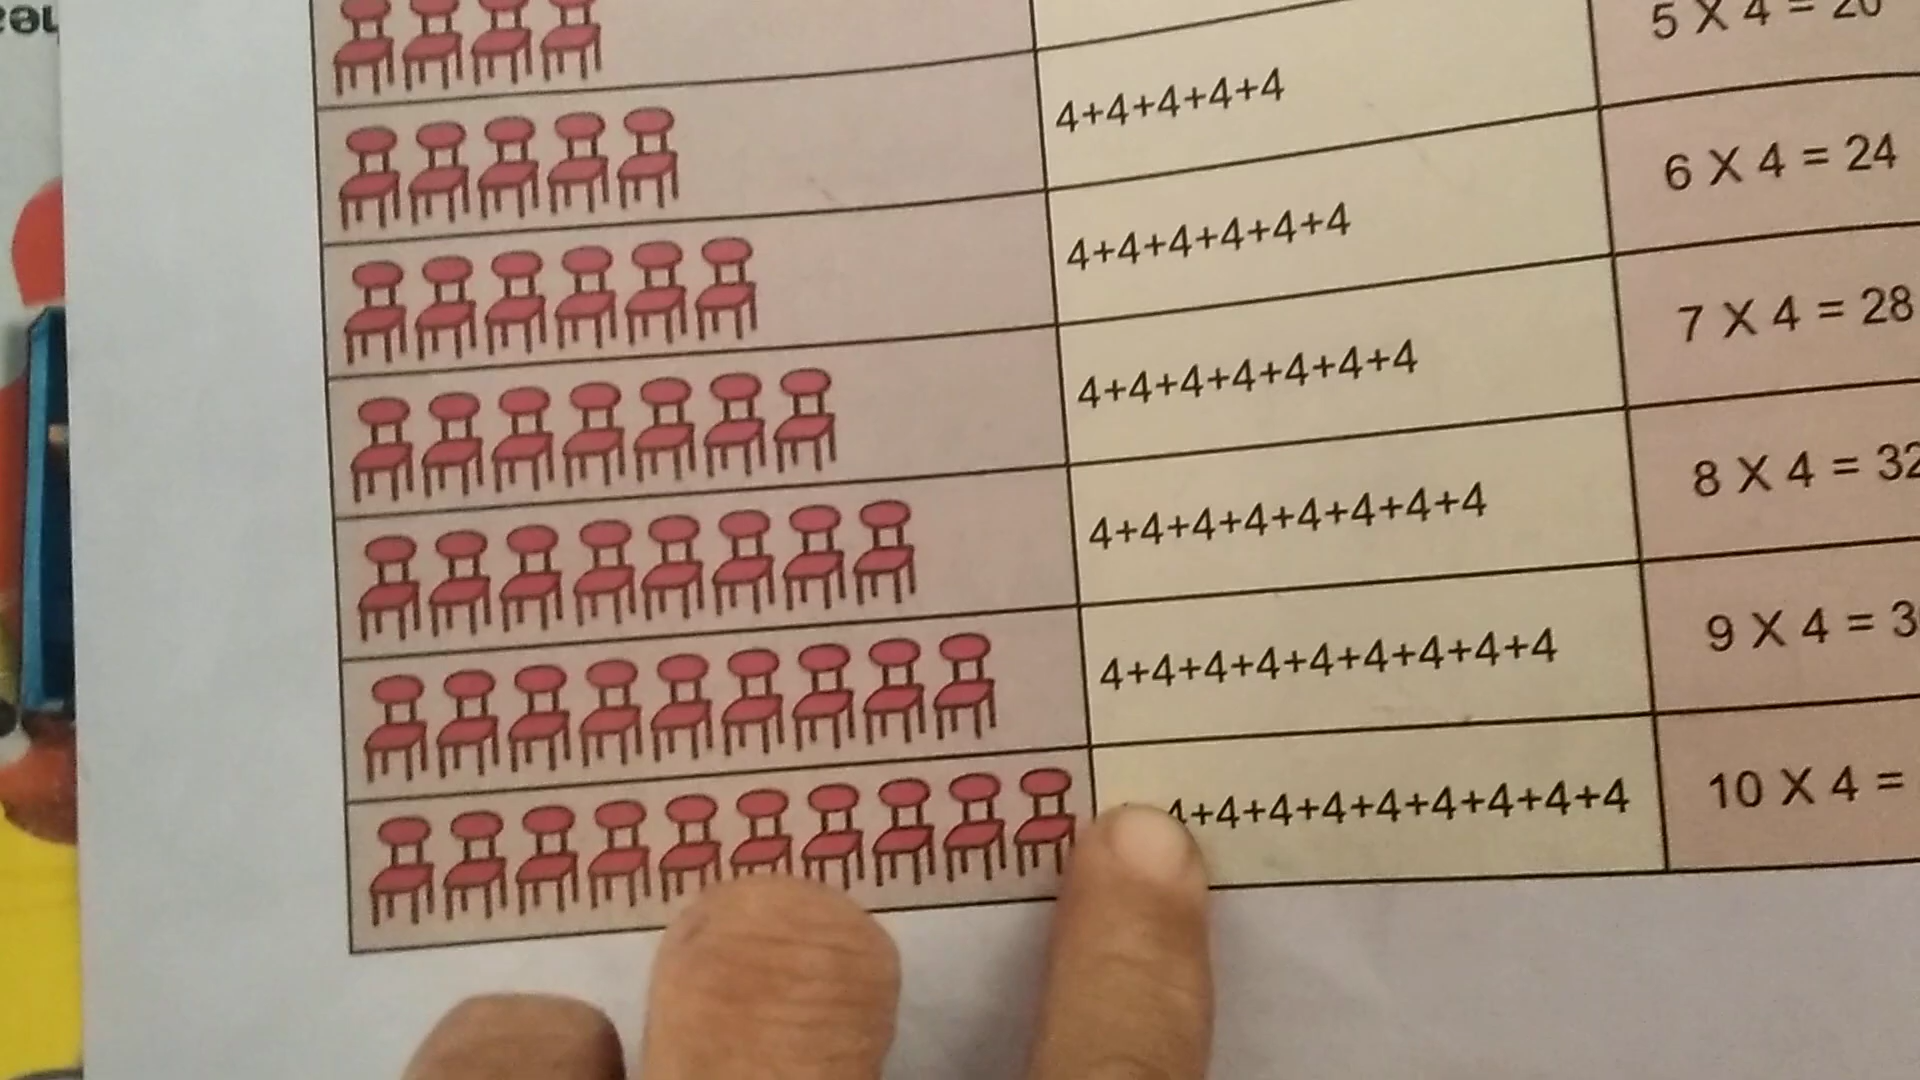 5 X 4 = 20
4+4+4+4+4
6 X 4 = 24
4+4+4+4+4+4
7 X 4 = 28
4+4+4+4+4+4+4
8 X 4 = 32
4+4+4+4+4+4+4+4
9 X 4 = 3
4+4+4+4+4+4+4+4+4
10 X 4 =
4+4+4+4+4+4+4+4+4